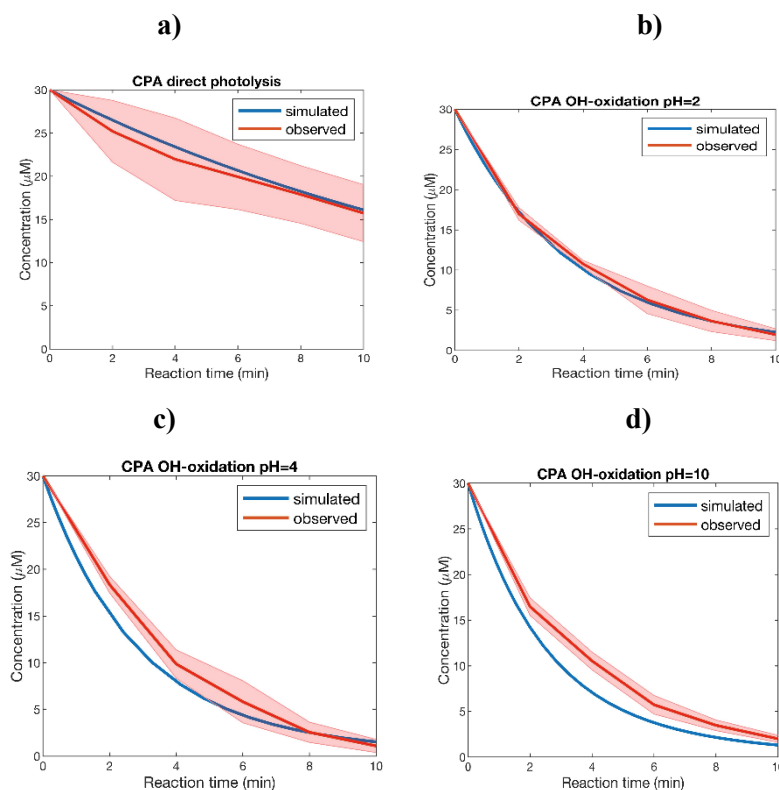 a)
CPA direct photolysis
30
25
20
15
10
5
0
0 2 4 6 8 10
Concentration (μM)
Reaction time (min)
simulated
observed
b)
CPA OH-oxidation pH=2
30
25
20
15
10
5
0
0 2 4 6 8 10
Concentration (μM)
Reaction time (min)
simulated
observed
c)
CPA OH-oxidation pH=4
30
25
20
15
10
5
0
0 2 4 6 8 10
Concentration (μM)
Reaction time (min)
simulated
observed
d)
CPA OH-oxidation pH=10
30
25
20
15
10
5
0
0 2 4 6 8 10
Concentration (μM)
Reaction time (min)
simulated
observed